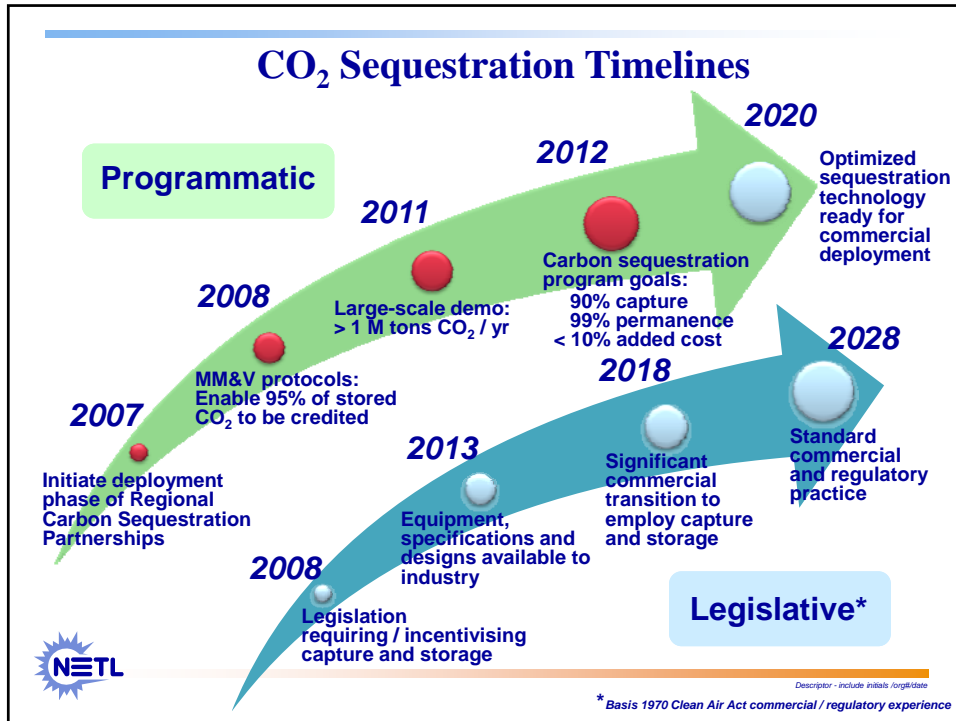 CO₂ Sequestration Timelines
Programmatic
2007
Initiate deployment
phase of Regional
Carbon Sequestration
Partnerships
2008
MM&V protocols:
Enable 95% of stored
CO₂ to be credited
2011
Large-scale demo:
> 1 M tons CO₂ / yr
2012
Carbon sequestration
program goals:
90% capture
99% permanence
< 10% added cost
2020
Optimized
sequestration
technology
ready for
commercial
deployment
2008
Legislation
requiring / incentivising
capture and storage
2013
Equipment,
specifications and
designs available to
industry
2018
Significant
commercial
transition to
employ capture
and storage
2028
Standard
commercial
and regulatory
practice
Legislative*
NETL
Descriptor - include initials /org#/date
* Basis 1970 Clean Air Act commercial / regulatory experience